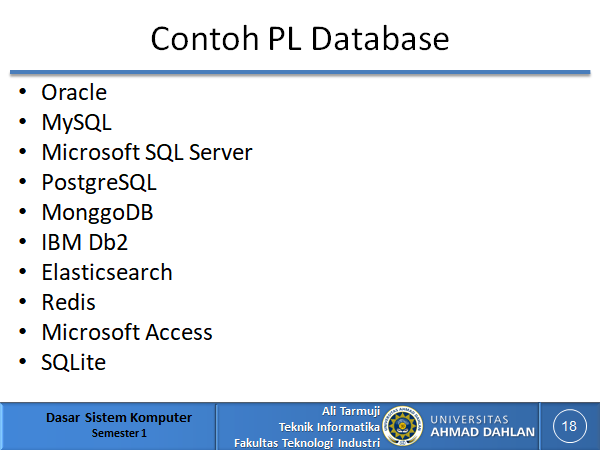 Contoh PL Database
• Oracle
• MySQL
• Microsoft SQL Server
• PostgreSQL
• MonggoDB
• IBM Db2
• Elasticsearch
• Redis
• Microsoft Access
• SQLite
Dasar Sistem Komputer
Semester 1
Ali Tarmuji
Teknik Informatika
Fakultas Teknologi Industri
UNIVERSITAS
AHMAD DAHLAN
18